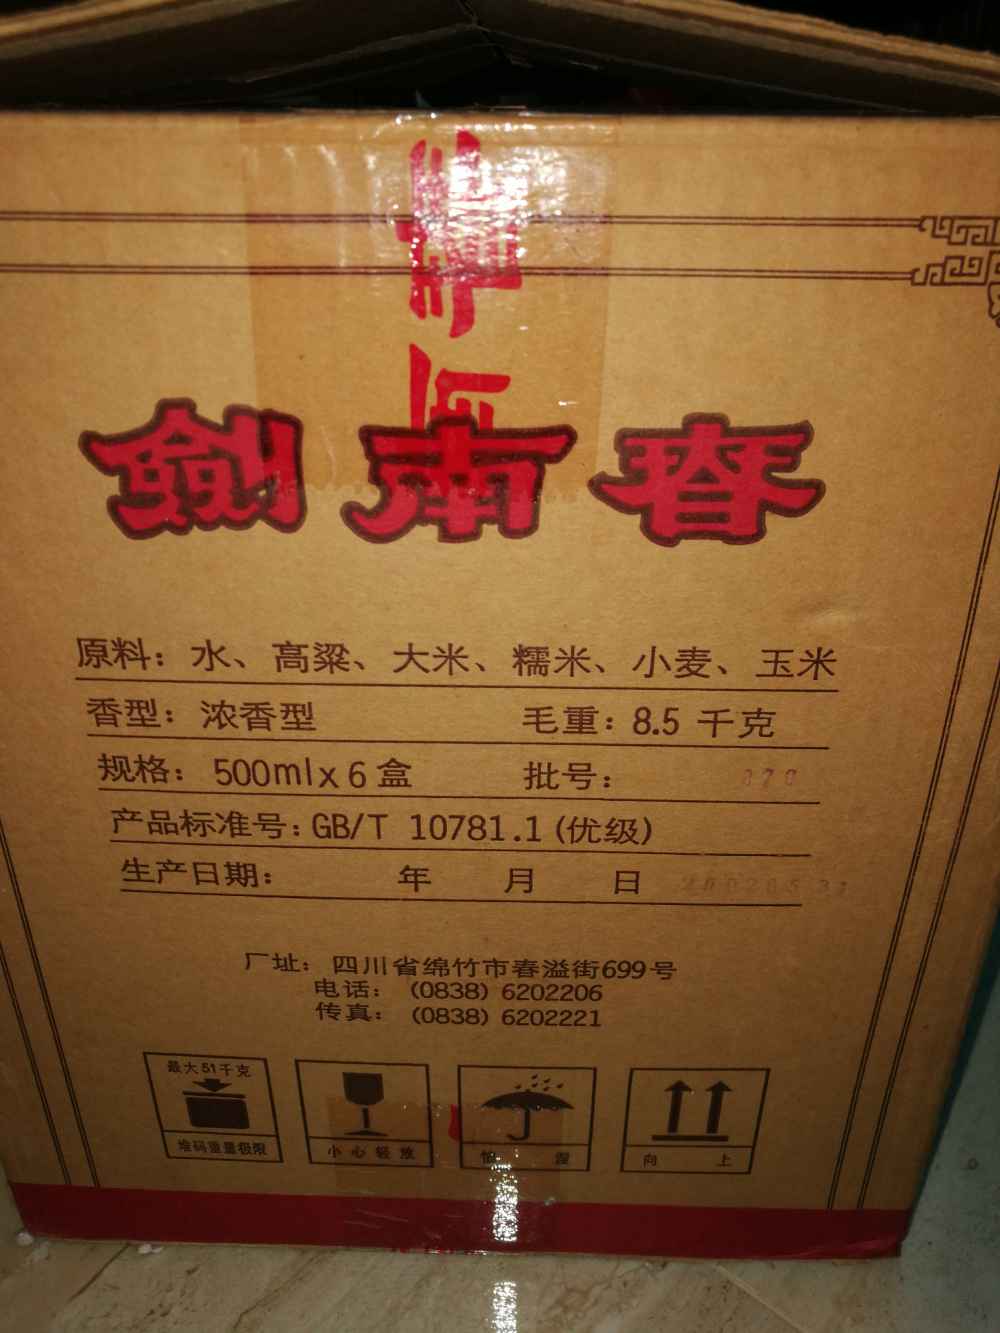 剑南春
原料：水、高粱、大米、糯米、小麦、玉米
香型：浓香型 毛重：8.5 千克
规格：500ml x 6 盒 批号：
产品标准号：GB/T 10781.1 (优级)
生产日期： 年 月 日
厂址：四川省绵竹市春溢街699号
电话：(0838) 6202206
传真：(0838) 6202221
最大51千克
堆码重量极限
小心轻放
怕湿
向上